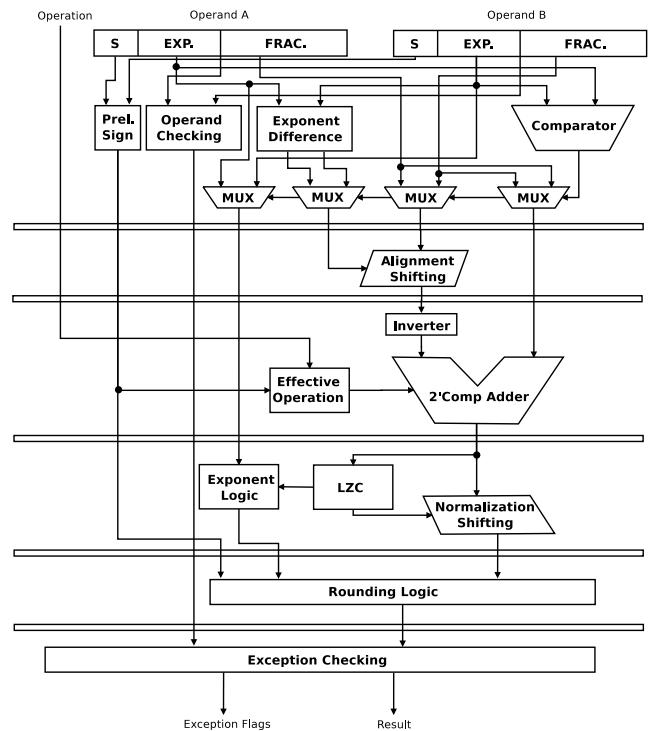 Operation
Operand A
Operand B
S EXP. FRAC.
S EXP. FRAC.
Prel.
Sign
Operand
Checking
Exponent
Difference
Comparator
MUX
MUX
MUX
MUX
Alignment
Shifting
Inverter
Effective
Operation
2'Comp Adder
Exponent
Logic
LZC
Normalization
Shifting
Rounding Logic
Exception Checking
Exception Flags
Result